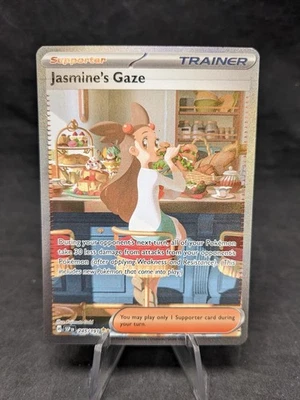 Supporter
TRAINER
Jasmine's Gaze
During your opponent's next turn, all of your Pokémon
take 30 less damage from attacks from your opponent's
Pokémon (after applying Weakness and Resistance). (This
includes new Pokémon that come into play.)
You may play only 1 Supporter card during
your turn.